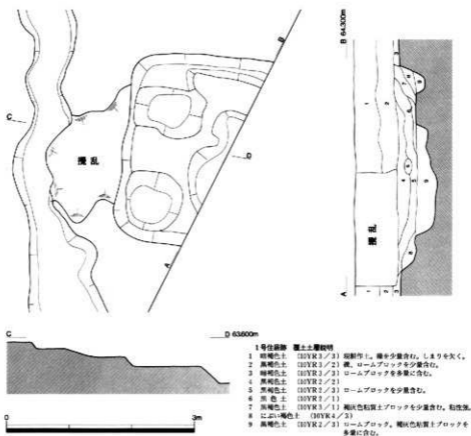 B
C
攪乱
D
A
B 64.300m
1
2
攪乱
A
C
D 63.600m
0
3m
1号住居跡 覆土土層説明
1 暗褐色土 (10YR3/3) 現耕作土。礫を少量含む。しまりを欠く。
2 黒褐色土 (10YR3/2) 礫、ロームブロックを少量含む。
3 暗褐色土 (10YR3/3) ロームブロックを多量に含む。
4 黒褐色土 (10YR2/2)
5 黒褐色土 (10YR2/3) ロームブロックを少量含む。
6 黒色土 (10YR2/1)
7 黒褐色土 (10YR3/1) 褐灰色粘質土ブロックを少量含む。粘性強。
8 にぶい褐色土 (10YR4/3)
9 黒褐色土 (10YR2/3) ロームブロック、褐灰色粘質土ブロックを
多量に含む。